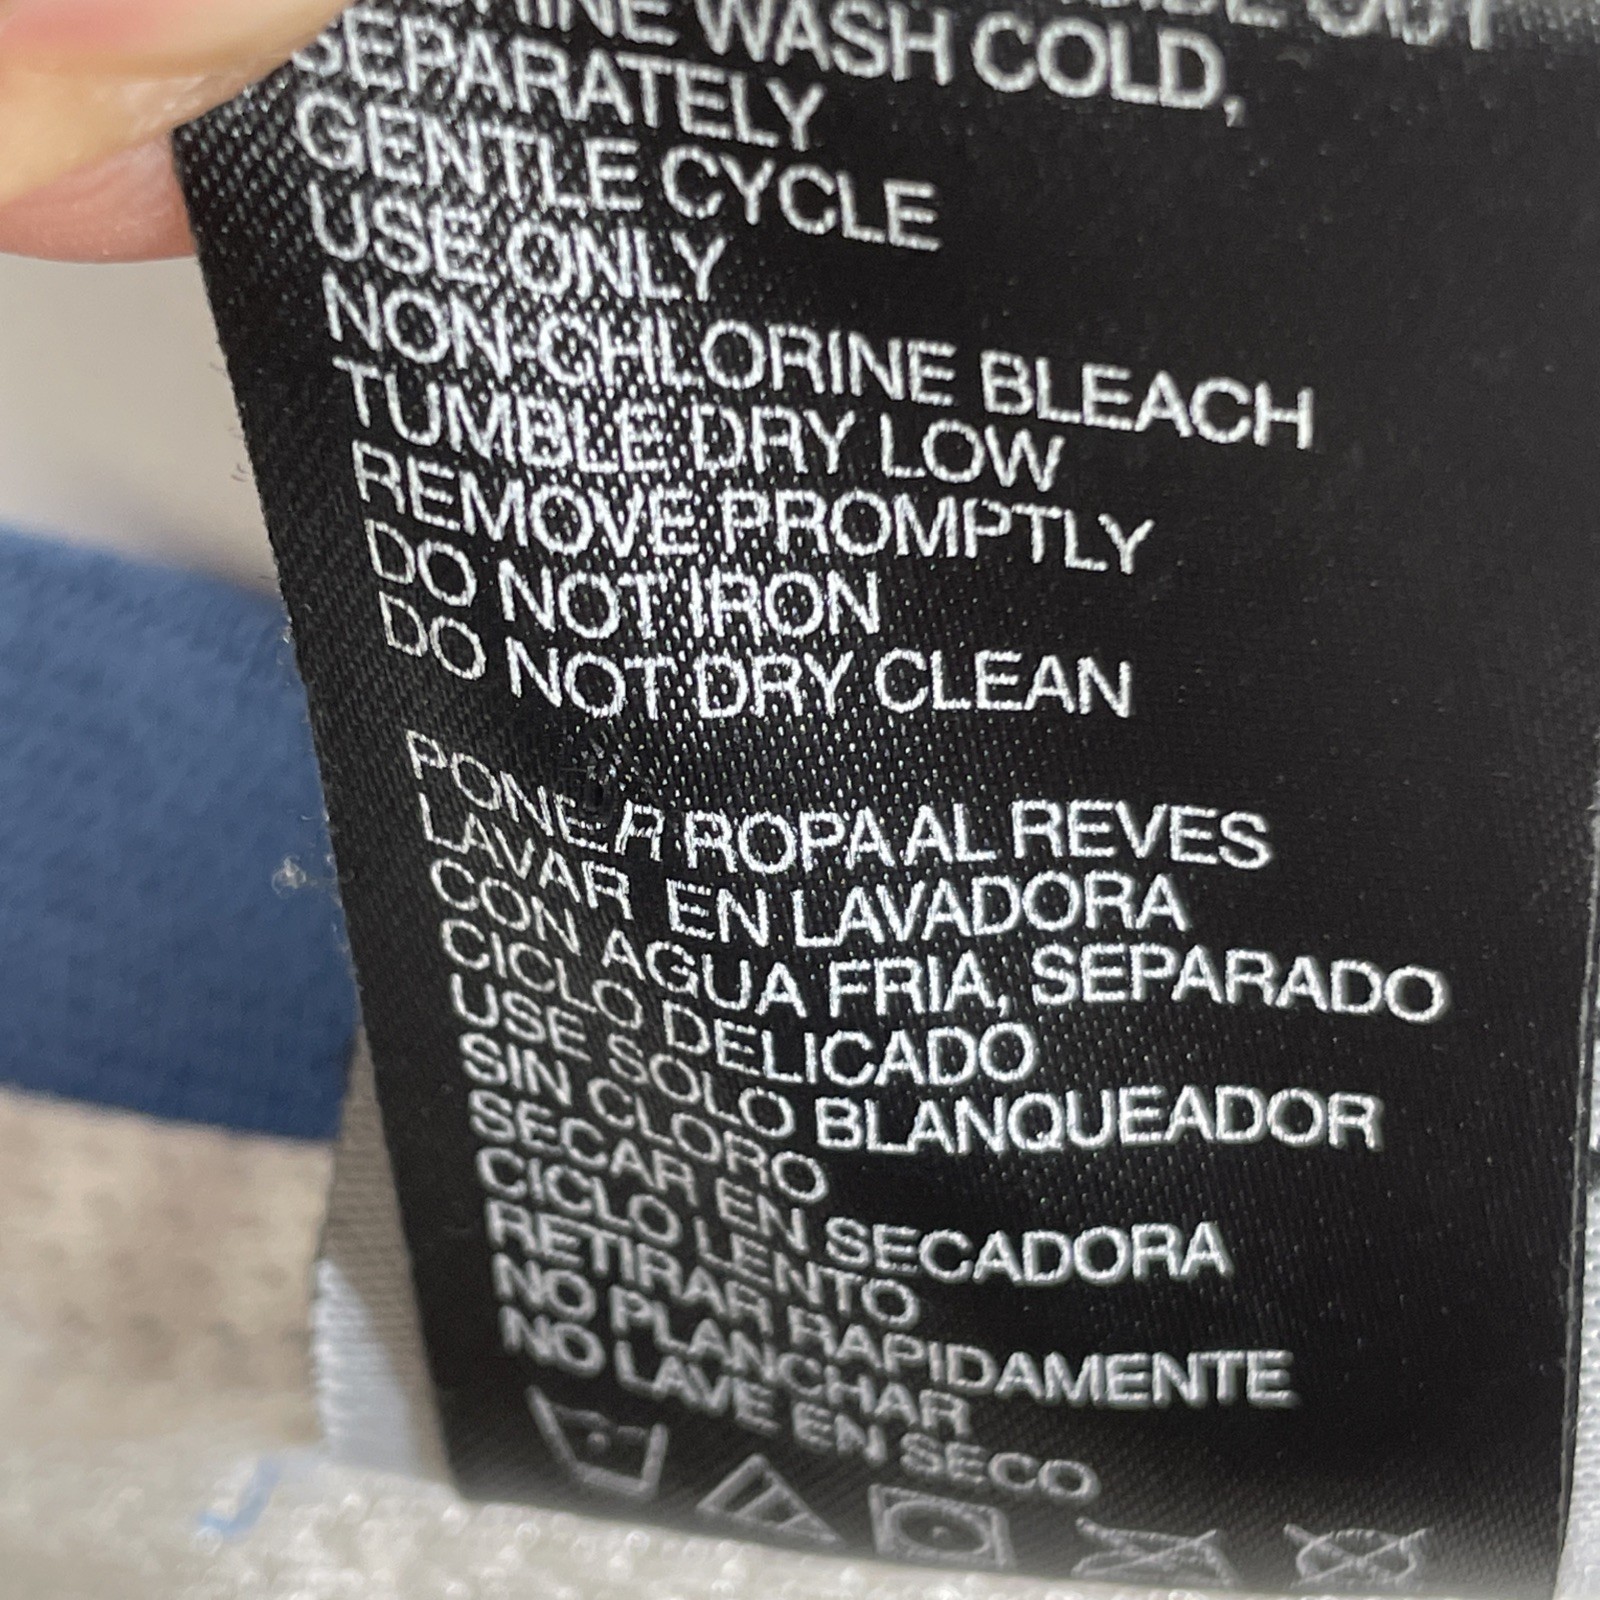 WASH COLD,
SEPARATELY
GENTLE CYCLE
USE ONLY
NON-CHLORINE BLEACH
TUMBLE DRY LOW
REMOVE PROMPTLY
DO NOT IRON
DO NOT DRY CLEAN
PONER ROPA AL REVES
LAVAR EN LAVADORA
CON AGUA FRIA, SEPARADO
CICLO DELICADO
USE SOLO BLANQUEADOR
SIN CLORO
SECAR EN SECADORA
CICLO LENTO
RETIRAR RAPIDAMENTE
NO PLANCHAR
NO LAVE EN SECO